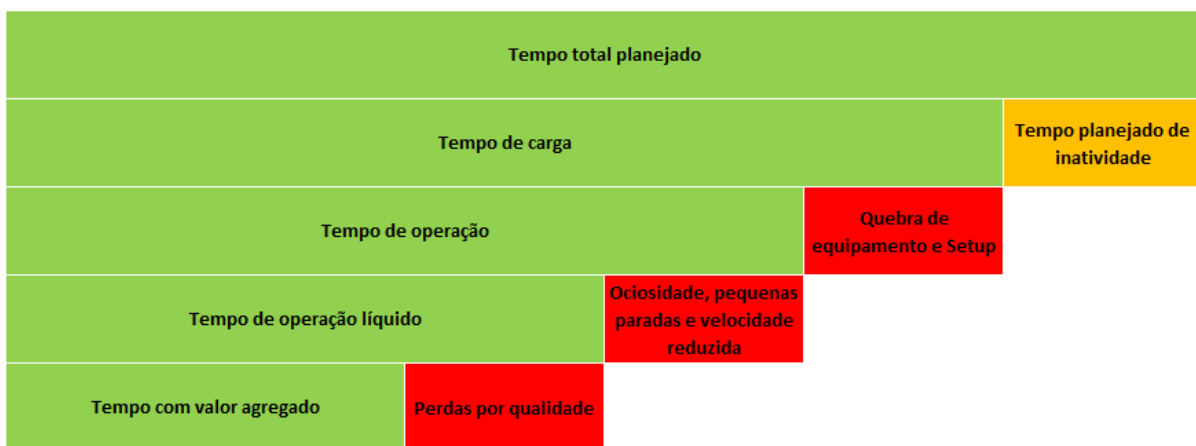 Tempo total planejado
Tempo de carga
Tempo planejado de
inatividade
Tempo de operação
Quebra de
equipamento e Setup
Tempo de operação líquido
Ociosidade, pequenas
paradas e velocidade
reduzida
Tempo com valor agregado
Perdas por qualidade